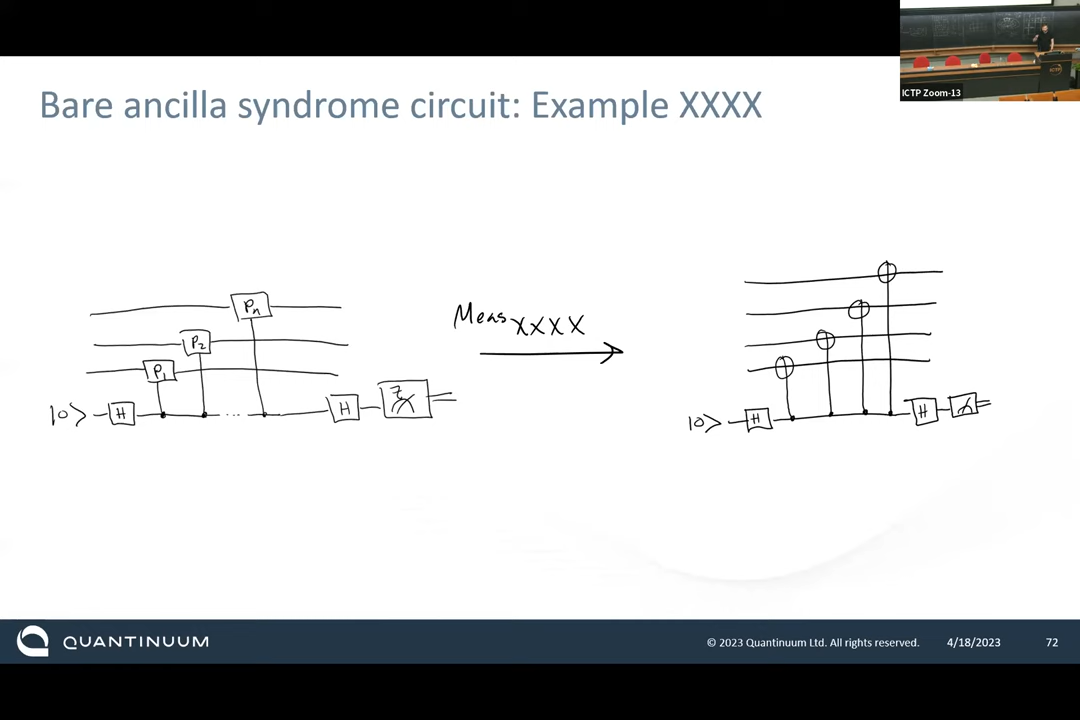 ICTP Zoom-13
Bare ancilla syndrome circuit: Example XXXX
Pn
P2
P1
|0> H H Z
Meas XXXX
|0> H H
QUANTINUUM
© 2023 Quantinuum Ltd. All rights reserved. 4/18/2023 72